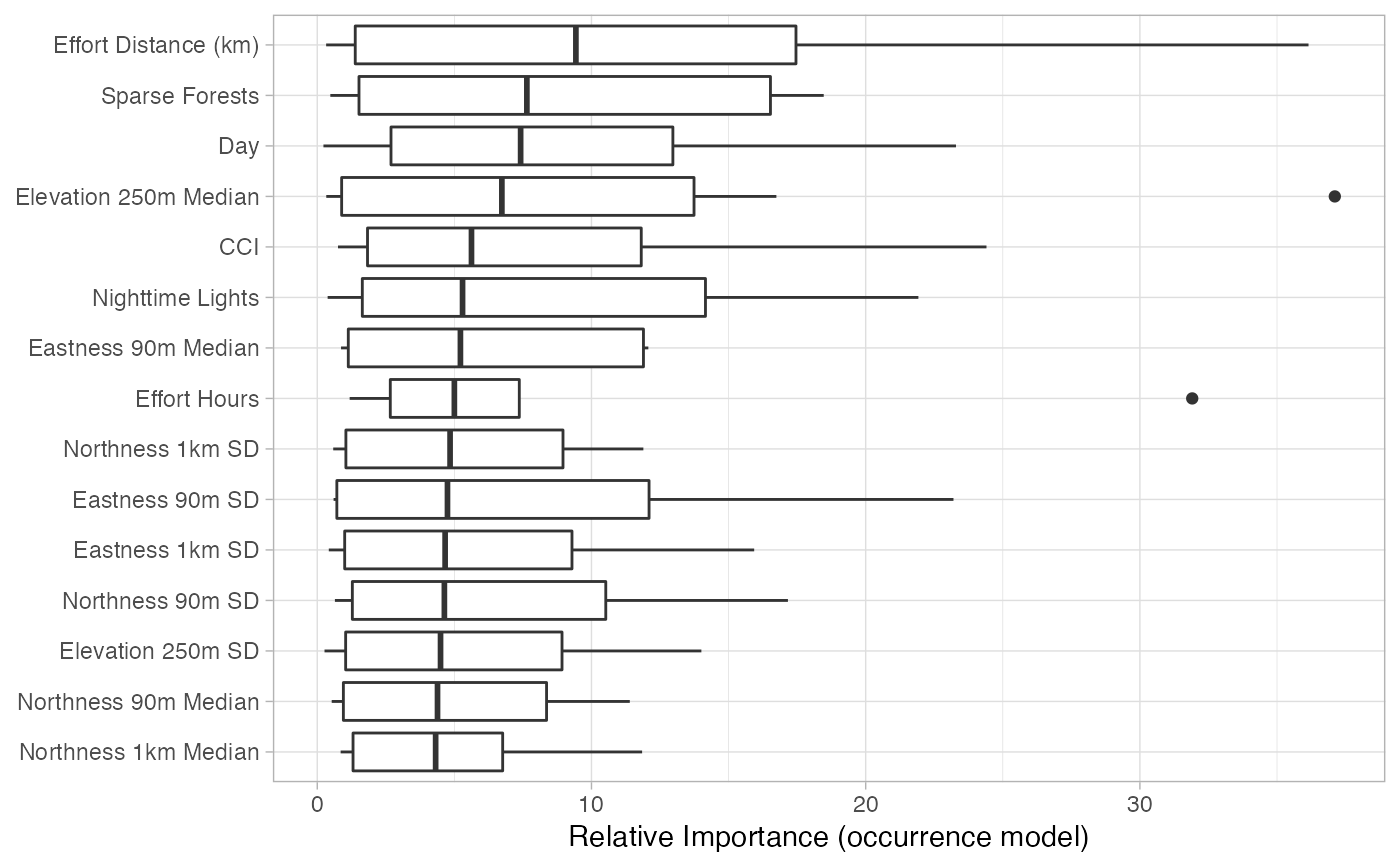 Effort Distance (km)
Sparse Forests
Day
Elevation 250m Median
CCI
Nighttime Lights
Eastness 90m Median
Effort Hours
Northness 1km SD
Eastness 90m SD
Eastness 1km SD
Northness 90m SD
Elevation 250m SD
Northness 90m Median
Northness 1km Median
0 10 20 30
Relative Importance (occurrence model)